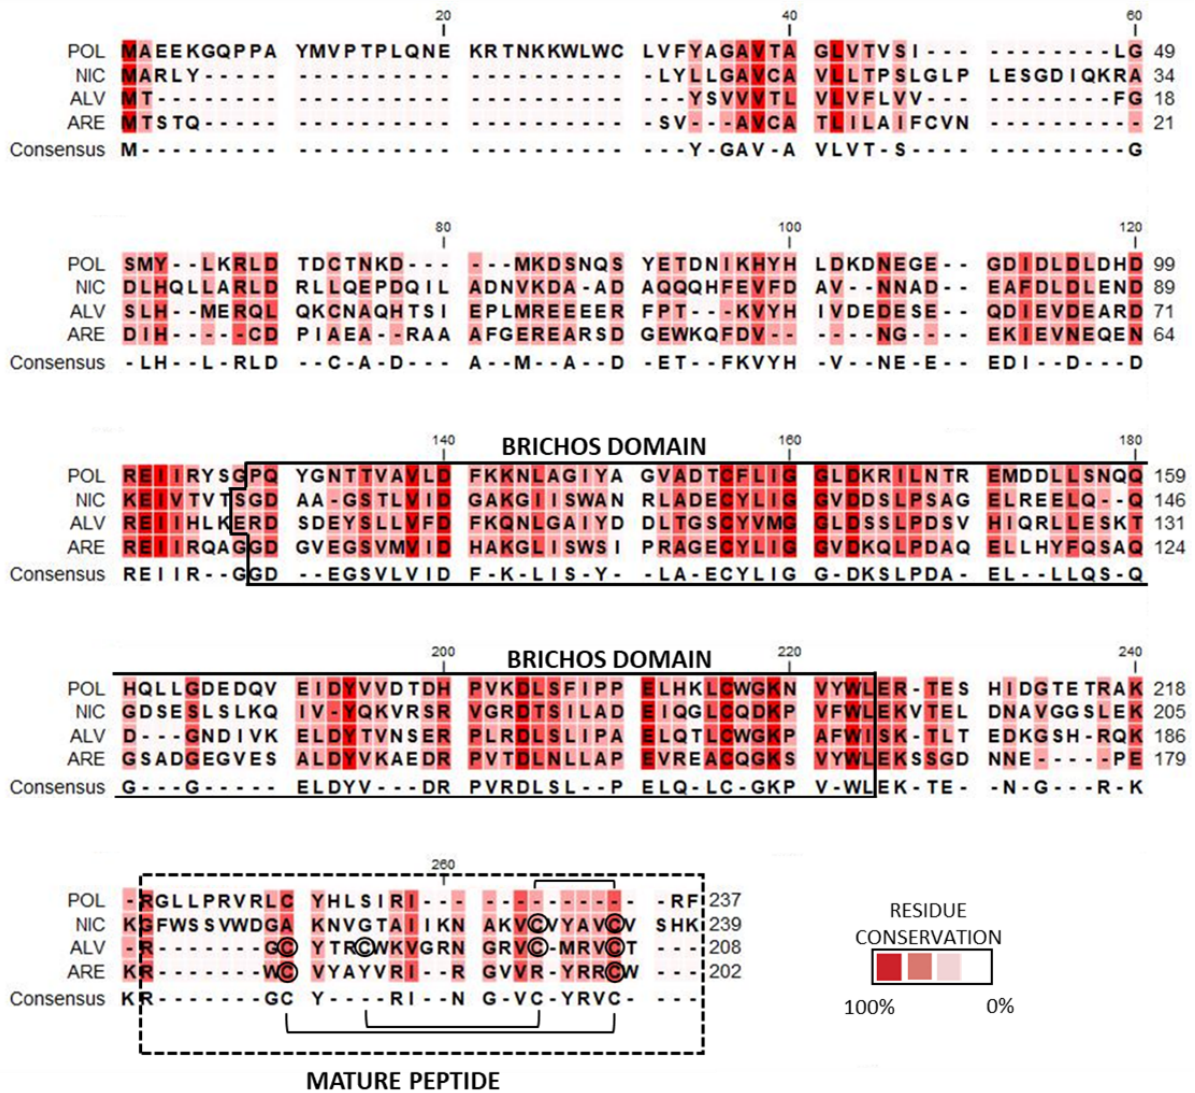 20 40 60
POL MAEEKGQPPA YMVPTPLQNE KRTNKKWLWC LVFYAGAVTA GLVTVSI--- --------LG 49
NIC MARLY----- ---------- ---------- -LYLLGAVCA VLLTPSLGLP LESGDIQKRA 34
ALV MT-------- ---------- ---------- --YSVVVTL VLVFLVV--- --------FG 18
ARE MTSTQ----- ---------- ---------- -SV--AVCA TLILAIFCVN ---------- 21
Consensus M--------- ---------- ---------- ---Y-GAV-A VLVT-S---- ---------G
80 100 120
POL SMY--LKRLD TDCTNKD--- ---MKDSNQS YETDNIKHYH LDKDNEGE-- GDIDLDLDHD 99
NIC DLHQLLARLD RLLQEPDQIL ADNVKDA-AD AQQQHFEVFD AV--NNAD-- EAFDLDLEND 89
ALV SLH--MERQL QKCNAQHTSI EPLMREEEER FPT--KVYH IVDEDESE-- QDIEVDEARD 71
ARE DIH----CD PIAEA--RAA AFGEREARSD GEWKQFDV-- ---NG---- EKIEVNEQEN 64
Consensus -LH--L-RLD --C-A-D--- A--M--A--D -ET--FKVYH -V--NE-E-- EDI--D---D
140 BRICHOS DOMAIN 160 180
POL REIIRYSGPQ YGNTTVAVLD FKKNLAGIYA GVADTCFLIG GLDKRILNTR EMDDLLSNQQ 159
NIC KEIVTVTSGD AA-GSTLVID GAKGIISWAN RLADECYLIG GVDDSLPSAG ELREELQ--Q 146
ALV REIIHLKERD SDEYSLLVFD FKQNLGAIYD DLTGSCYVMG GLDSSLPDSV HIQRLLESKT 131
ARE REIIRQAGGD GVEGSVMVID HAKGLISWSI PRAGECYLIG GVDKQLPDAQ ELLHYFQSAQ 124
Consensus REIIR--GGD --EGSVLVID F-K-LIS-Y- -LA-ECYLIG G-DKSLPDA- EL--LLQS-Q
200 BRICHOS DOMAIN 220 240
POL HQLLGDEDQV EIDYVVDTDH PVKDLSFIPP ELHKLCWGKN VYWLER-TES HIDGTETRAK 218
NIC GDSESLSLKQ IV-YQKVRSR VGRDTSILAD EIQGLCQDKP VFWLEKVTEL DNAVGGSLEK 205
ALV D---GNDIVK ELDYTVNSER PLRDLSLIPA ELQTLCWGKP AFWISK-TLT EDKGSH-RQK 186
ARE GSADGEGVES ALDYVKAEDR PVTDLNLLAP EVREACQGKS VYWLEKSSGD NNE-----PE 179
Consensus G---G----- ELDYV---DR PVRDLSL--P ELQ-LC-GKP V-WLEK-TE- -N-G---R-K
260
POL -RGLLPRVRLC YHLSIRI--- ---------- -RF 237
NIC KGFWSSVWDGA KNVGTAIIKN AKVCVYAVCV SHK 239
ALV -R-------GC YTRCWKVGRN GRVC-MRVCT --- 208
ARE KR-------WC VYAYVRI--R GVVR-YRRCW --- 202
Consensus KR-------GC Y----RI--N G-VC-YRVC- ---
MATURE PEPTIDE
RESIDUE
CONSERVATION
100% 0%